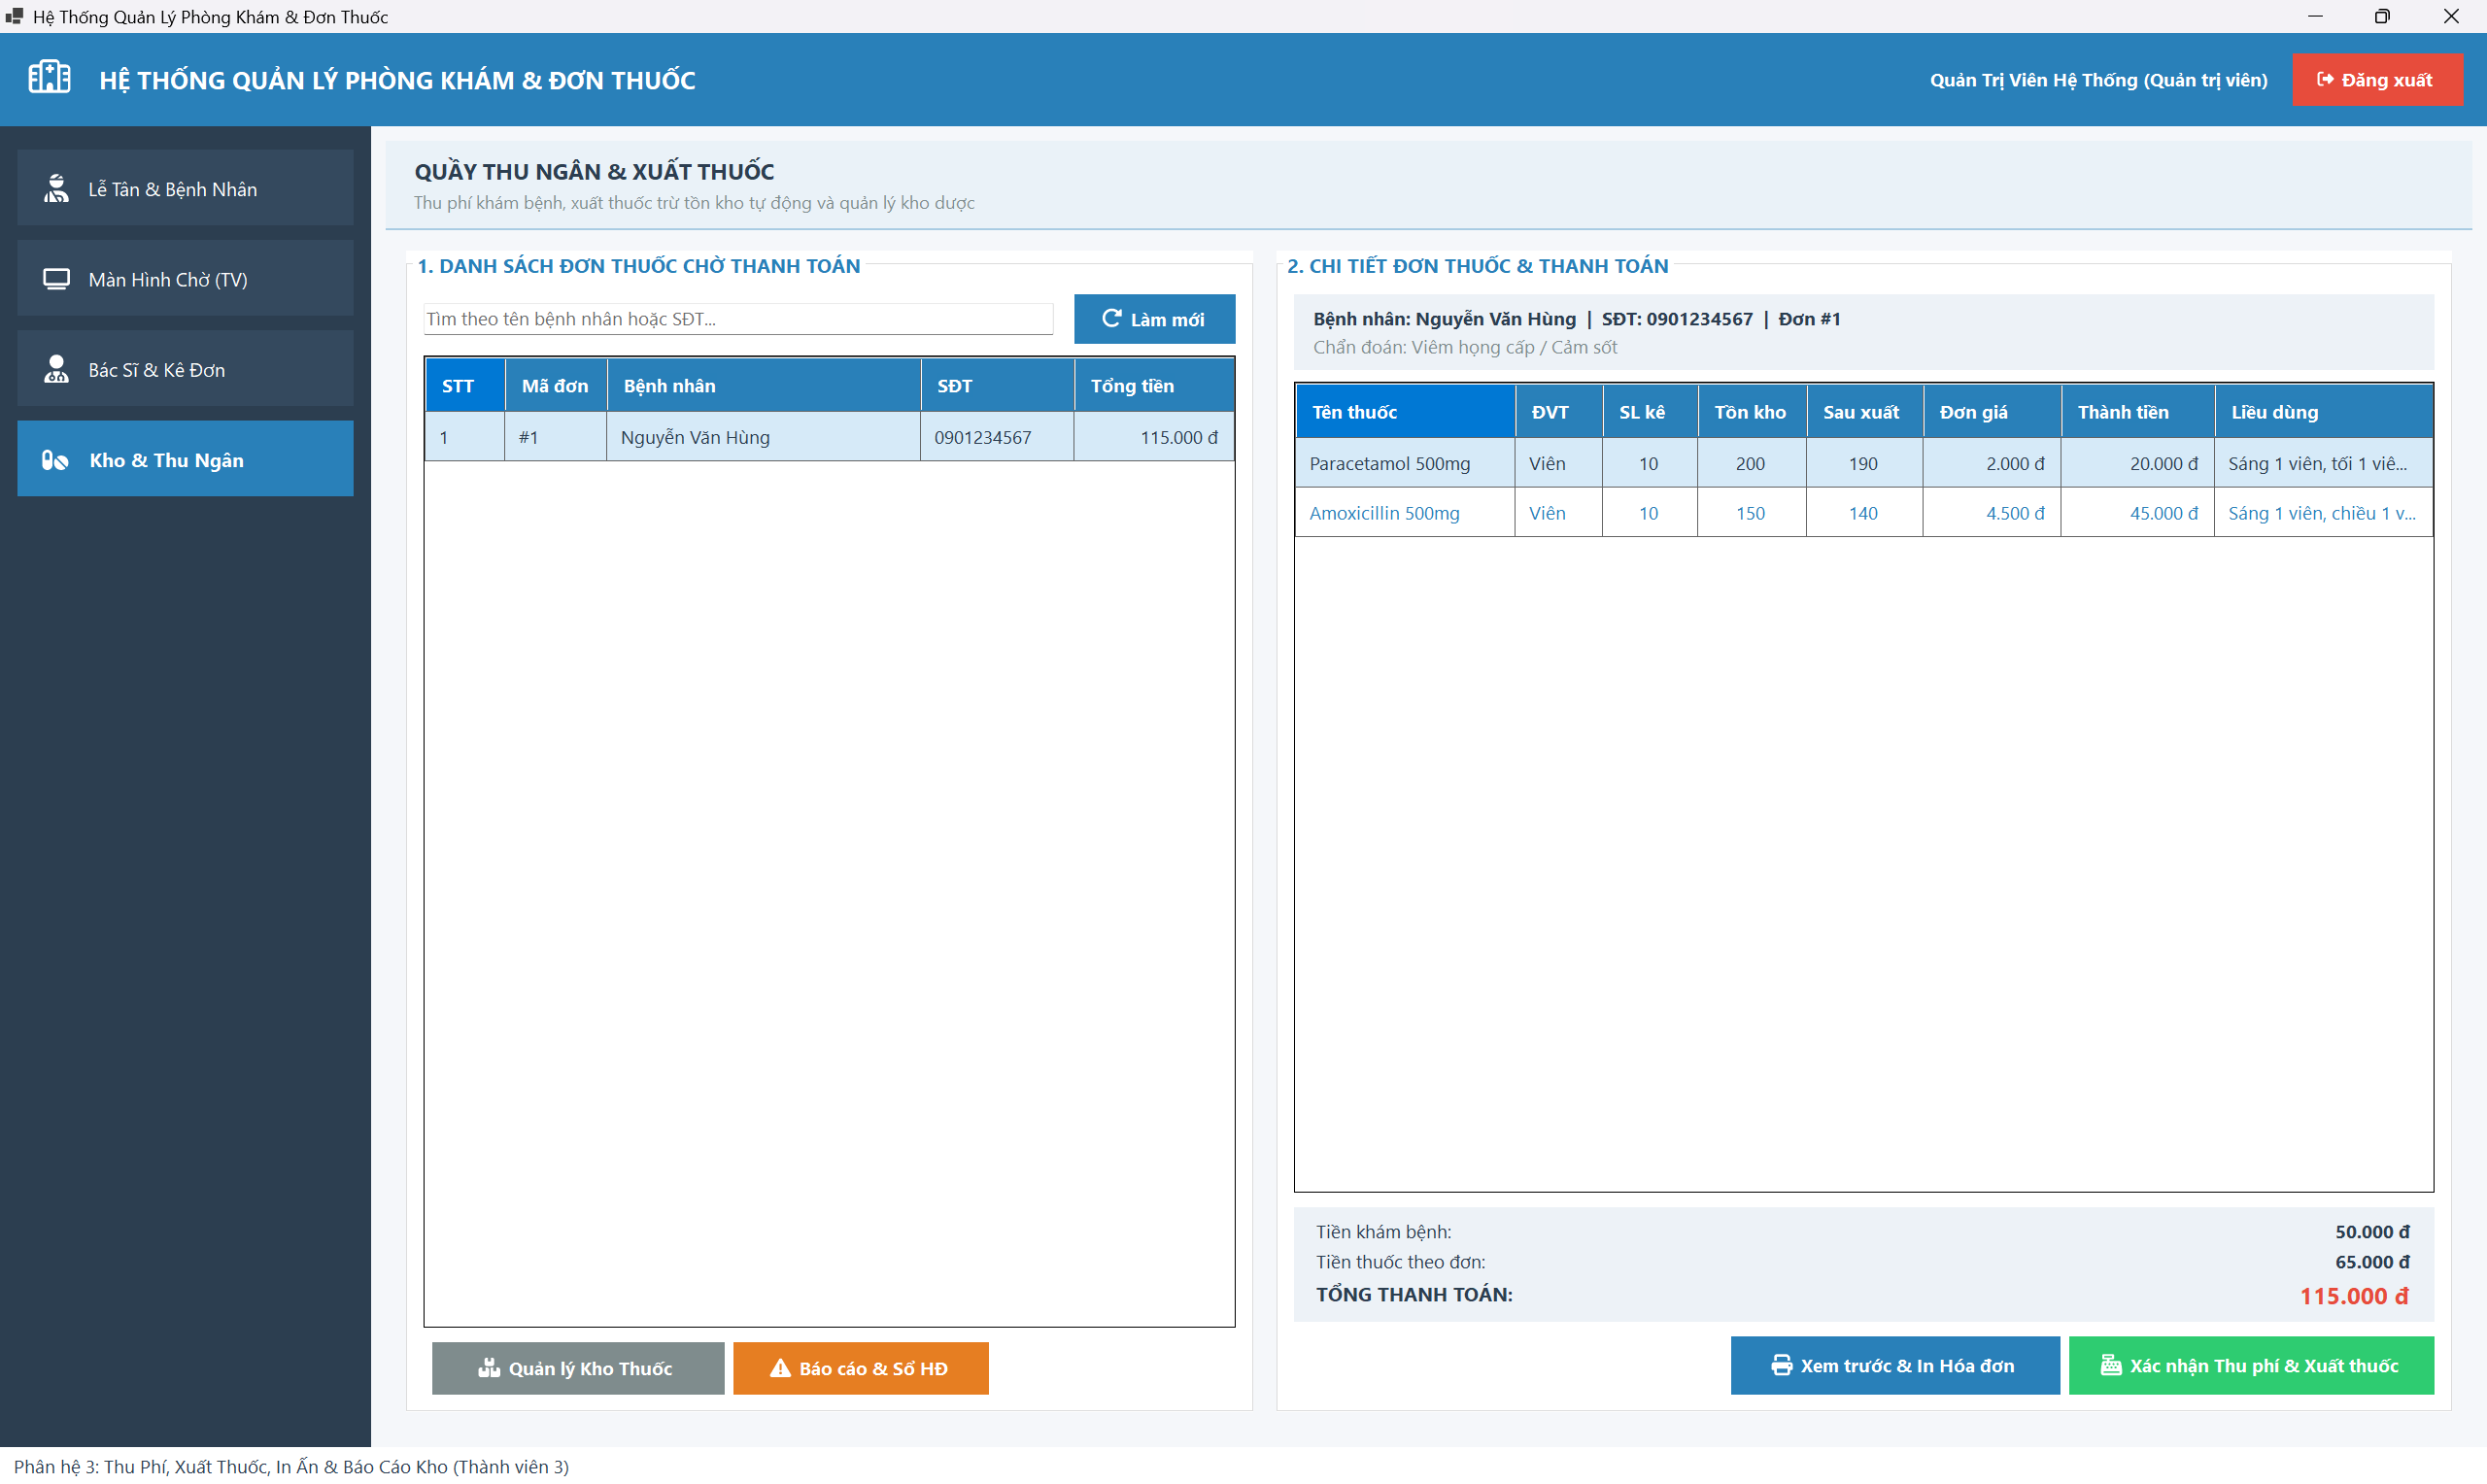 Hệ Thống Quản Lý Phòng Khám & Đơn Thuốc
HỆ THỐNG QUẢN LÝ PHÒNG KHÁM & ĐƠN THUỐC
Quản Trị Viên Hệ Thống (Quản trị viên)
Đăng xuất
Lễ Tân & Bệnh Nhân
Màn Hình Chờ (TV)
Bác Sĩ & Kê Đơn
Kho & Thu Ngân
QUẦY THU NGÂN & XUẤT THUỐC
Thu phí khám bệnh, xuất thuốc trừ tồn kho tự động và quản lý kho dược
1. DANH SÁCH ĐƠN THUỐC CHỜ THANH TOÁN
Tìm theo tên bệnh nhân hoặc SĐT...
Làm mới
STT Mã đơn Bệnh nhân SĐT Tổng tiền
1 #1 Nguyễn Văn Hùng 0901234567 115.000 đ
Quản lý Kho Thuốc
Báo cáo & Sổ HĐ
2. CHI TIẾT ĐƠN THUỐC & THANH TOÁN
Bệnh nhân: Nguyễn Văn Hùng | SĐT: 0901234567 | Đơn #1
Chẩn đoán: Viêm họng cấp / Cảm sốt
Tên thuốc ĐVT SL kê Tồn kho Sau xuất Đơn giá Thành tiền Liều dùng
Paracetamol 500mg Viên 10 200 190 2.000 đ 20.000 đ Sáng 1 viên, tối 1 viê...
Amoxicillin 500mg Viên 10 150 140 4.500 đ 45.000 đ Sáng 1 viên, chiều 1 v...
Tiền khám bệnh: 50.000 đ
Tiền thuốc theo đơn: 65.000 đ
TỔNG THANH TOÁN: 115.000 đ
Xem trước & In Hóa đơn
Xác nhận Thu phí & Xuất thuốc
Phân hệ 3: Thu Phí, Xuất Thuốc, In Ấn & Báo Cáo Kho (Thành viên 3)